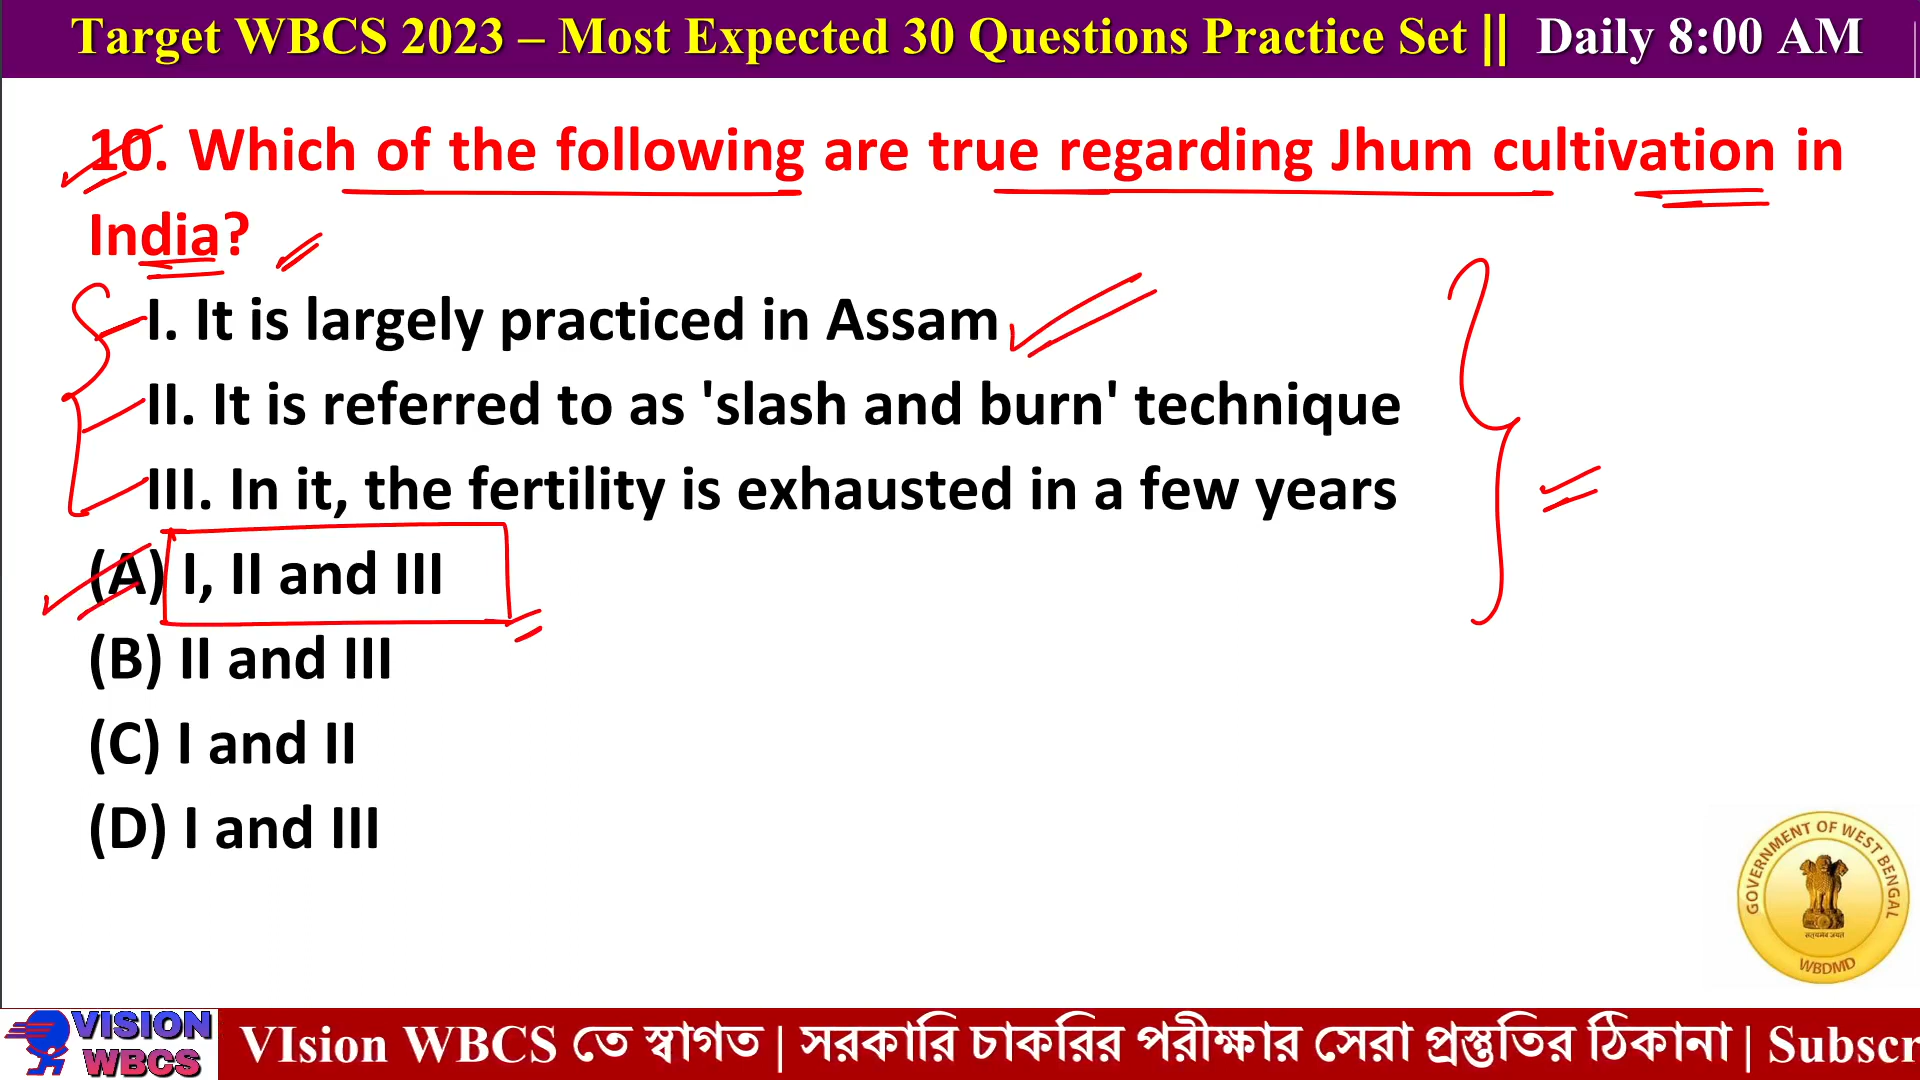 Target WBCS 2023 – Most Expected 30 Questions Practice Set || Daily 8:00 AM
10. Which of the following are true regarding Jhum cultivation in
India?
I. It is largely practiced in Assam
II. It is referred to as 'slash and burn' technique
III. In it, the fertility is exhausted in a few years
(A) I, II and III
(B) II and III
(C) I and II
(D) I and III
GOVERNMENT OF WEST BENGAL
सत्यमेव जयते
WBDMD
VISION
WBCS
VIsion WBCS তে স্বাগত | সরকারি চাকরির পরীক্ষার সেরা প্রস্তুতির ঠিকানা | Subscr